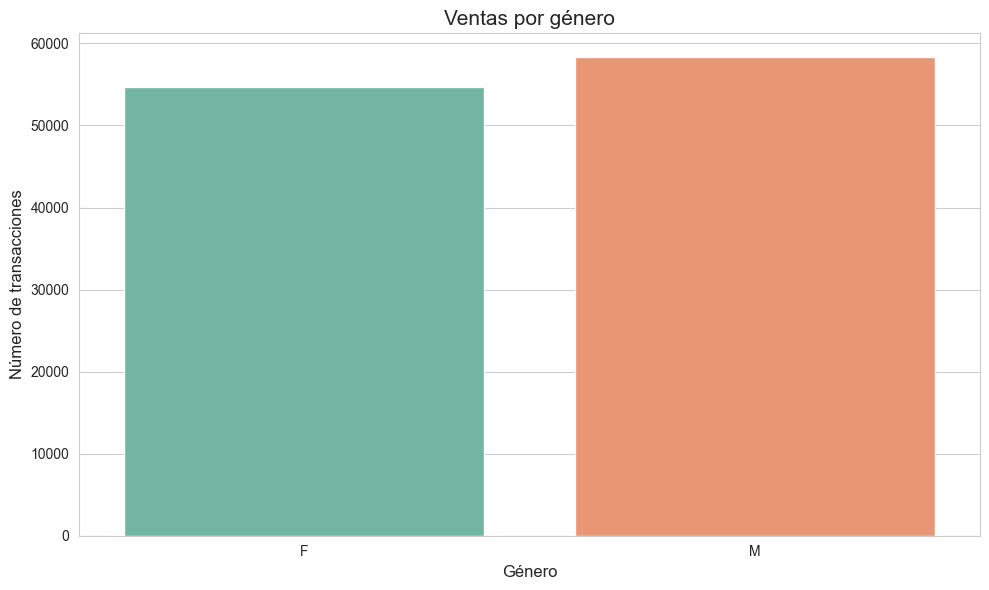 Ventas por género
Número de transacciones
60000
50000
40000
30000
20000
10000
0
F
M
Género